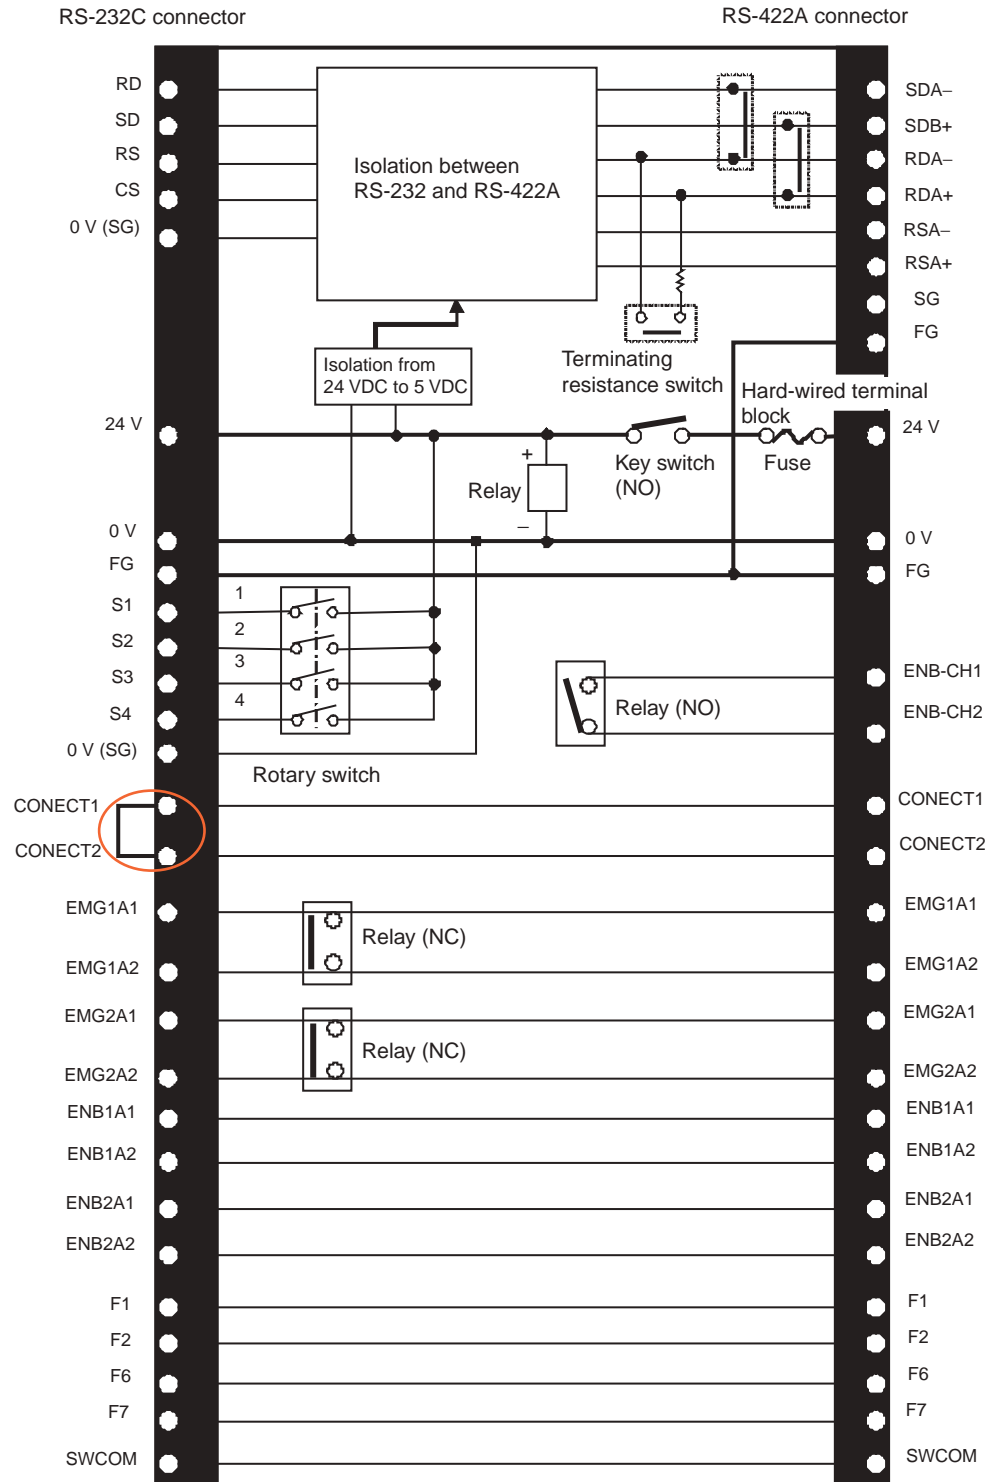 RS-232C connector
RS-422A connector
RD
SD
RS
CS
0 V (SG)
Isolation between
RS-232 and RS-422A
SDA–
SDB+
RDA–
RDA+
RSA–
RSA+
SG
FG
Isolation from
24 VDC to 5 VDC
Terminating
resistance switch
Hard-wired terminal
block
24 V
24 V
Key switch
(NO)
Fuse
+
Relay
–
0 V
0 V
FG
FG
S1
1
S2
2
S3
3
S4
4
0 V (SG)
Rotary switch
Relay (NO)
ENB-CH1
ENB-CH2
CONECT1
CONECT1
CONECT2
CONECT2
EMG1A1
EMG1A1
Relay (NC)
EMG1A2
EMG1A2
EMG2A1
EMG2A1
Relay (NC)
EMG2A2
EMG2A2
ENB1A1
ENB1A1
ENB1A2
ENB1A2
ENB2A1
ENB2A1
ENB2A2
ENB2A2
F1
F1
F2
F2
F6
F6
F7
F7
SWCOM
SWCOM